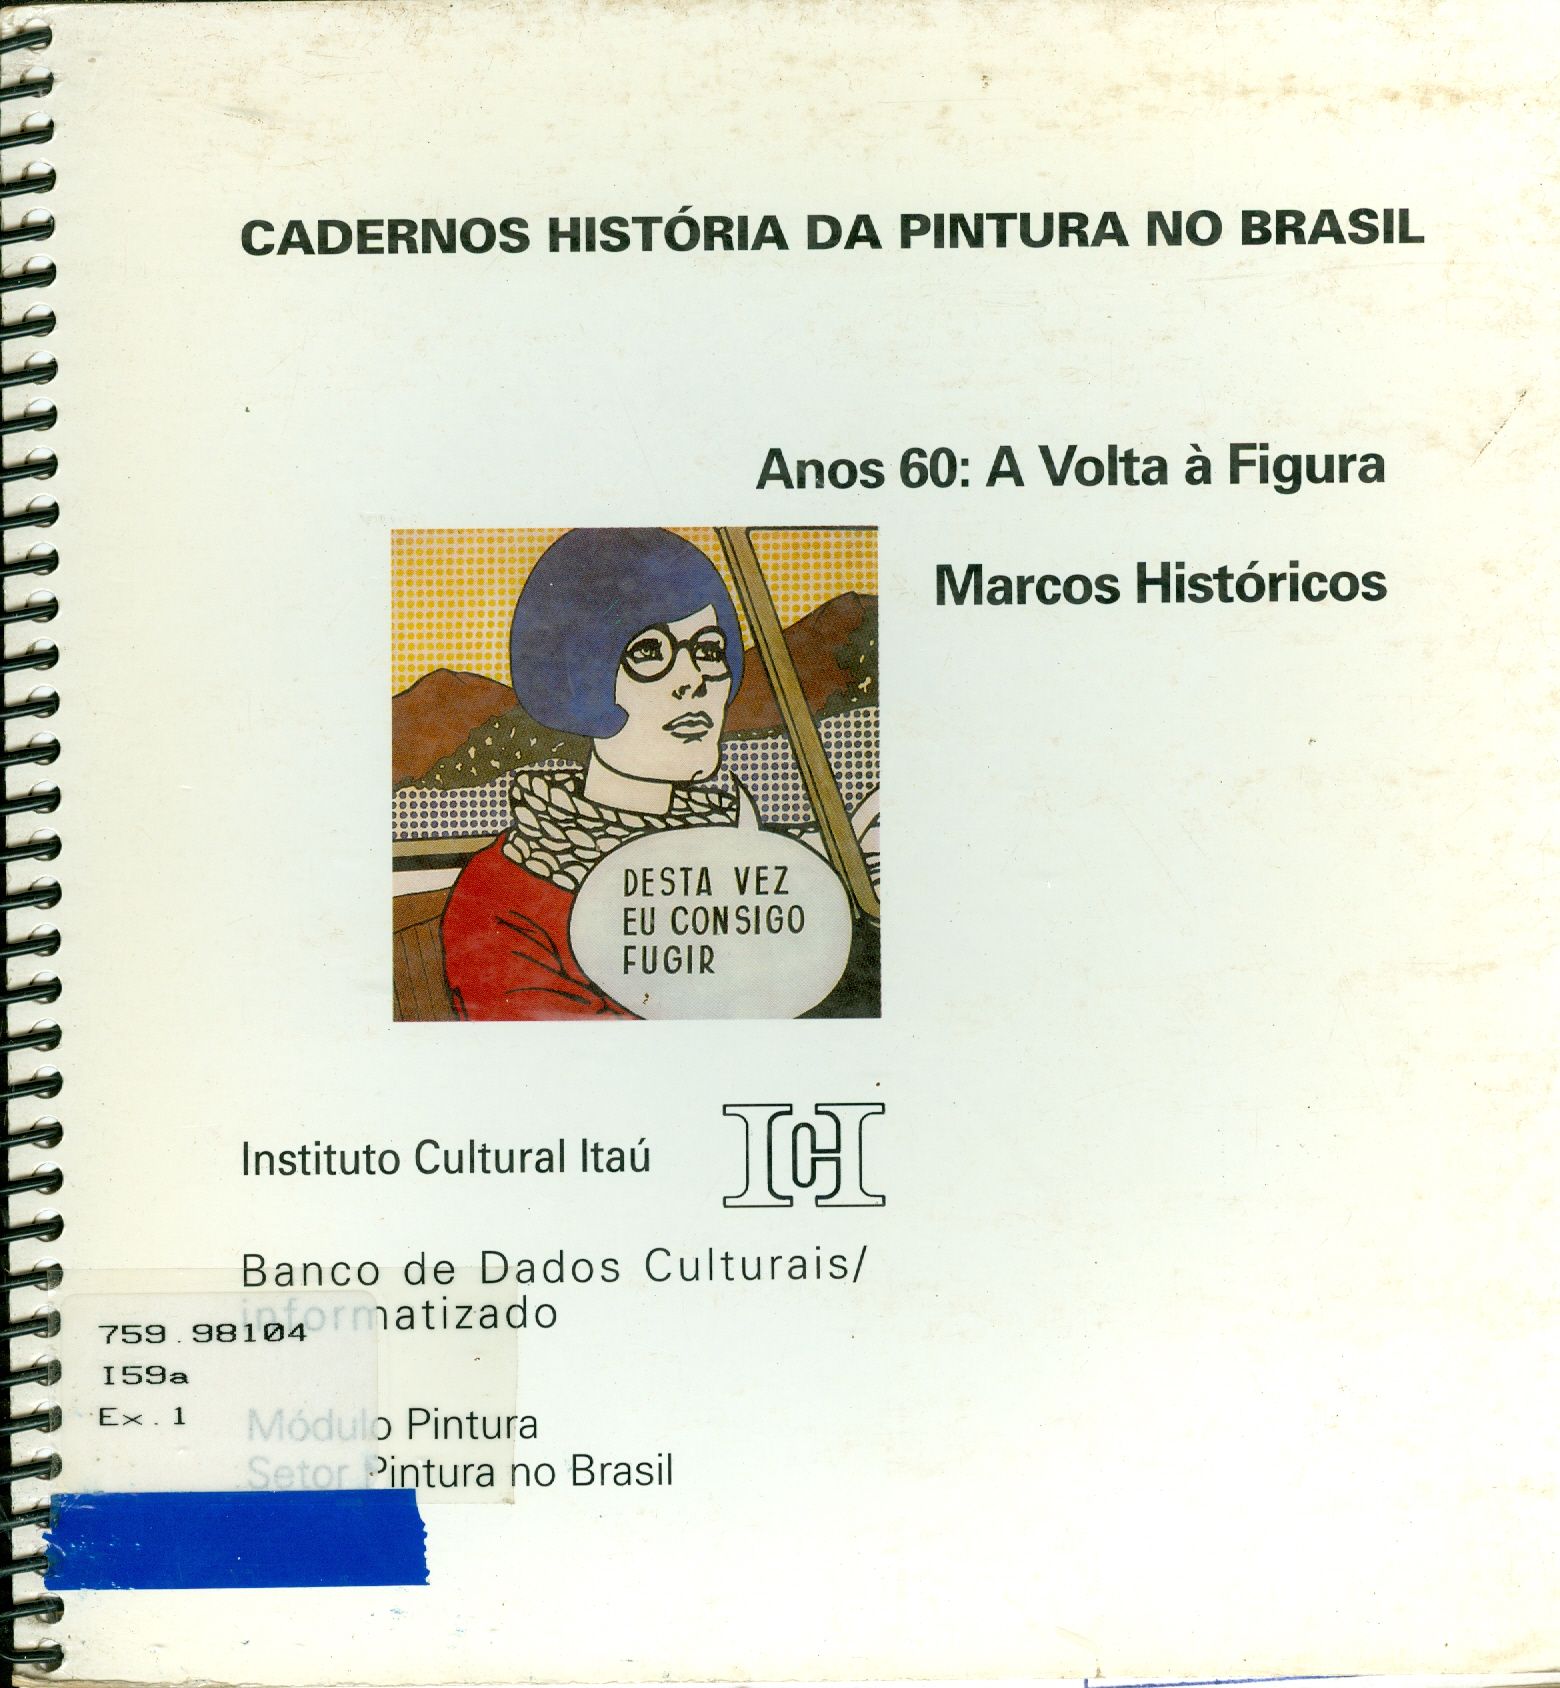 CADERNOS HISTÓRIA DA PINTURA NO BRASIL
Anos 60: A Volta à Figura
Marcos Históricos
DESTA VEZ
EU CONSIGO
FUGIR
Instituto Cultural Itaú
ICI
Banco de Dados Culturais/
informatizado
759.98104
I59a
Ex.1
Módulo Pintura
Setor Pintura no Brasil